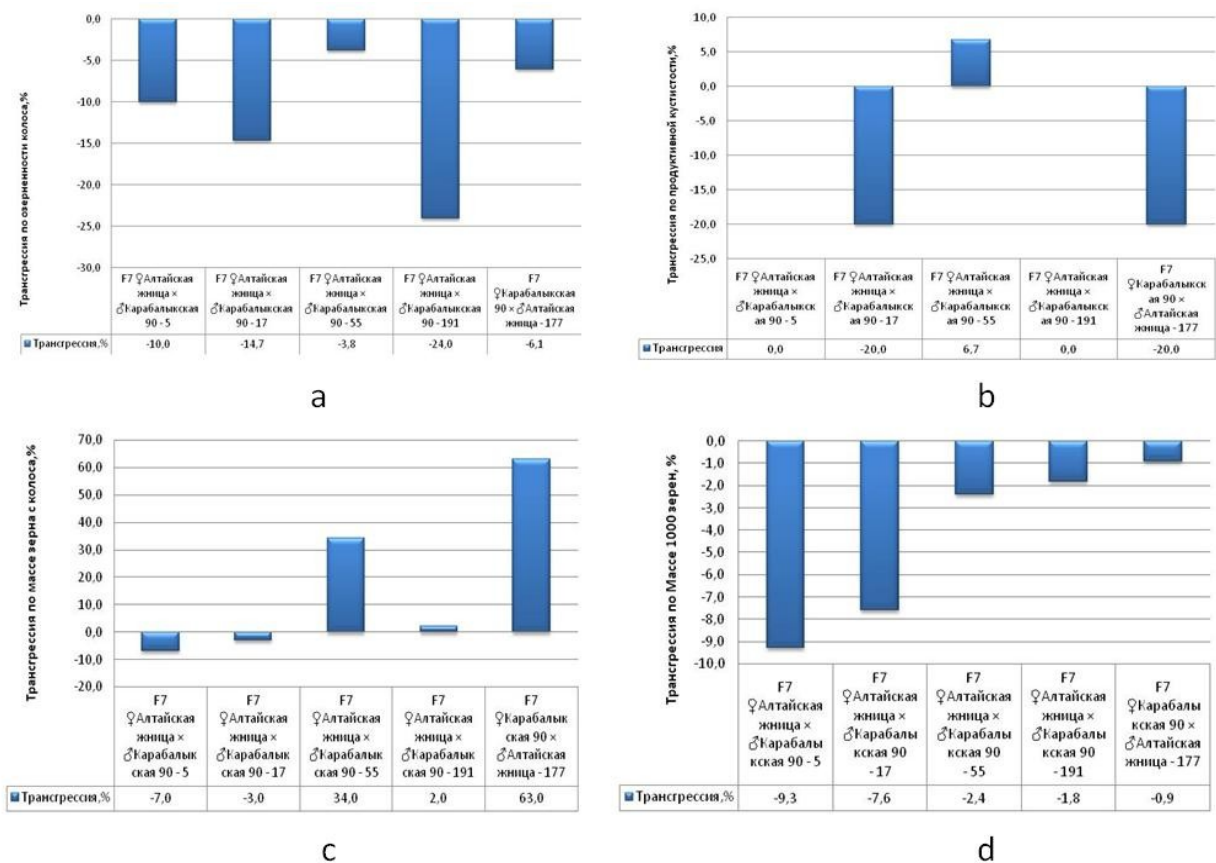 Трансгрессия по озерненности колоса,%
0,0
-5,0
-10,0
-15,0
-20,0
-25,0
-30,0
F7 ♀Алтайская жница × ♂Карабалыкская 90 - 5
F7 ♀Алтайская жница × ♂Карабалыкская 90 - 17
F7 ♀Алтайская жница × ♂Карабалыкская 90 - 55
F7 ♀Алтайская жница × ♂Карабалыкская 90 - 191
F7 ♀Карабалыкская 90 × ♂Алтайская жница - 177
Трансгрессия,% -10,0 -14,7 -3,8 -24,0 -6,1
a
Трансгрессия по продуктивной кустистости,%
10,0
5,0
0,0
-5,0
-10,0
-15,0
-20,0
-25,0
F7 ♀Алтайская жница × ♂Карабалыкская 90 - 5
F7 ♀Алтайская жница × ♂Карабалыкская 90 - 17
F7 ♀Алтайская жница × ♂Карабалыкская 90 - 55
F7 ♀Алтайская жница × ♂Карабалыкская 90 - 191
F7 ♀Карабалыкская 90 × ♂Алтайская жница - 177
Трансгрессия 0,0 -20,0 6,7 0,0 -20,0
b
Трансгрессия по массе зерна с колоса,%
70,0
60,0
50,0
40,0
30,0
20,0
10,0
0,0
-10,0
-20,0
F7 ♀Алтайская жница × ♂Карабалыкская 90 - 5
F7 ♀Алтайская жница × ♂Карабалыкская 90 - 17
F7 ♀Алтайская жница × ♂Карабалыкская 90 - 55
F7 ♀Алтайская жница × ♂Карабалыкская 90 - 191
F7 ♀Карабалыкская 90 × ♂Алтайская жница - 177
Трансгрессия,% -7,0 -3,0 34,0 2,0 63,0
c
Трансгрессия по Массе 1000 зерен, %
0,0
-1,0
-2,0
-3,0
-4,0
-5,0
-6,0
-7,0
-8,0
-9,0
-10,0
F7 ♀Алтайская жница × ♂Карабалыкская 90 - 5
F7 ♀Алтайская жница × ♂Карабалыкская 90 - 17
F7 ♀Алтайская жница × ♂Карабалыкская 90 - 55
F7 ♀Алтайская жница × ♂Карабалыкская 90 - 191
F7 ♀Карабалыкская 90 × ♂Алтайская жница - 177
Трансгрессия,% -9,3 -7,6 -2,4 -1,8 -0,9
d